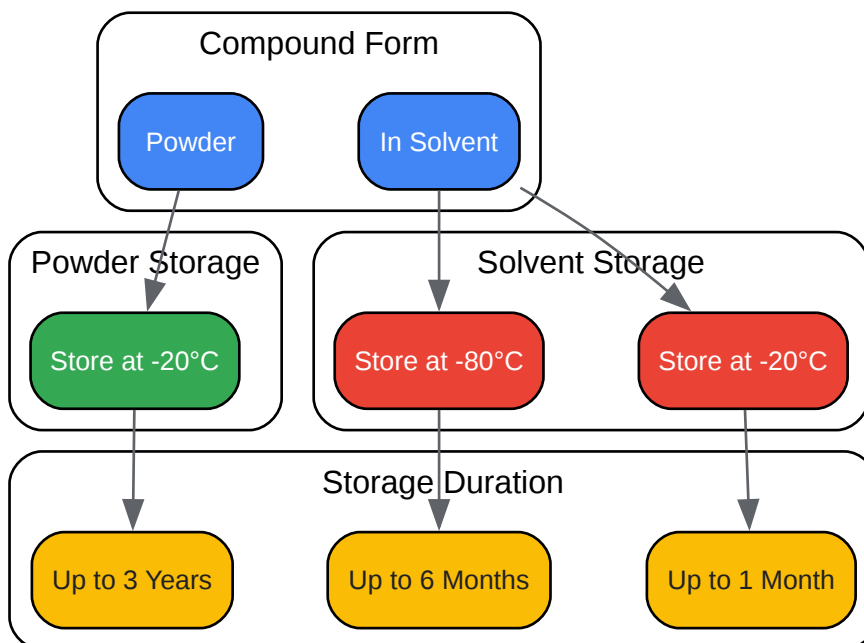 Compound Form
Powder
In Solvent
Powder Storage
Solvent Storage
Store at -20°C
Store at -80°C
Store at -20°C
Storage Duration
Up to 3 Years
Up to 6 Months
Up to 1 Month